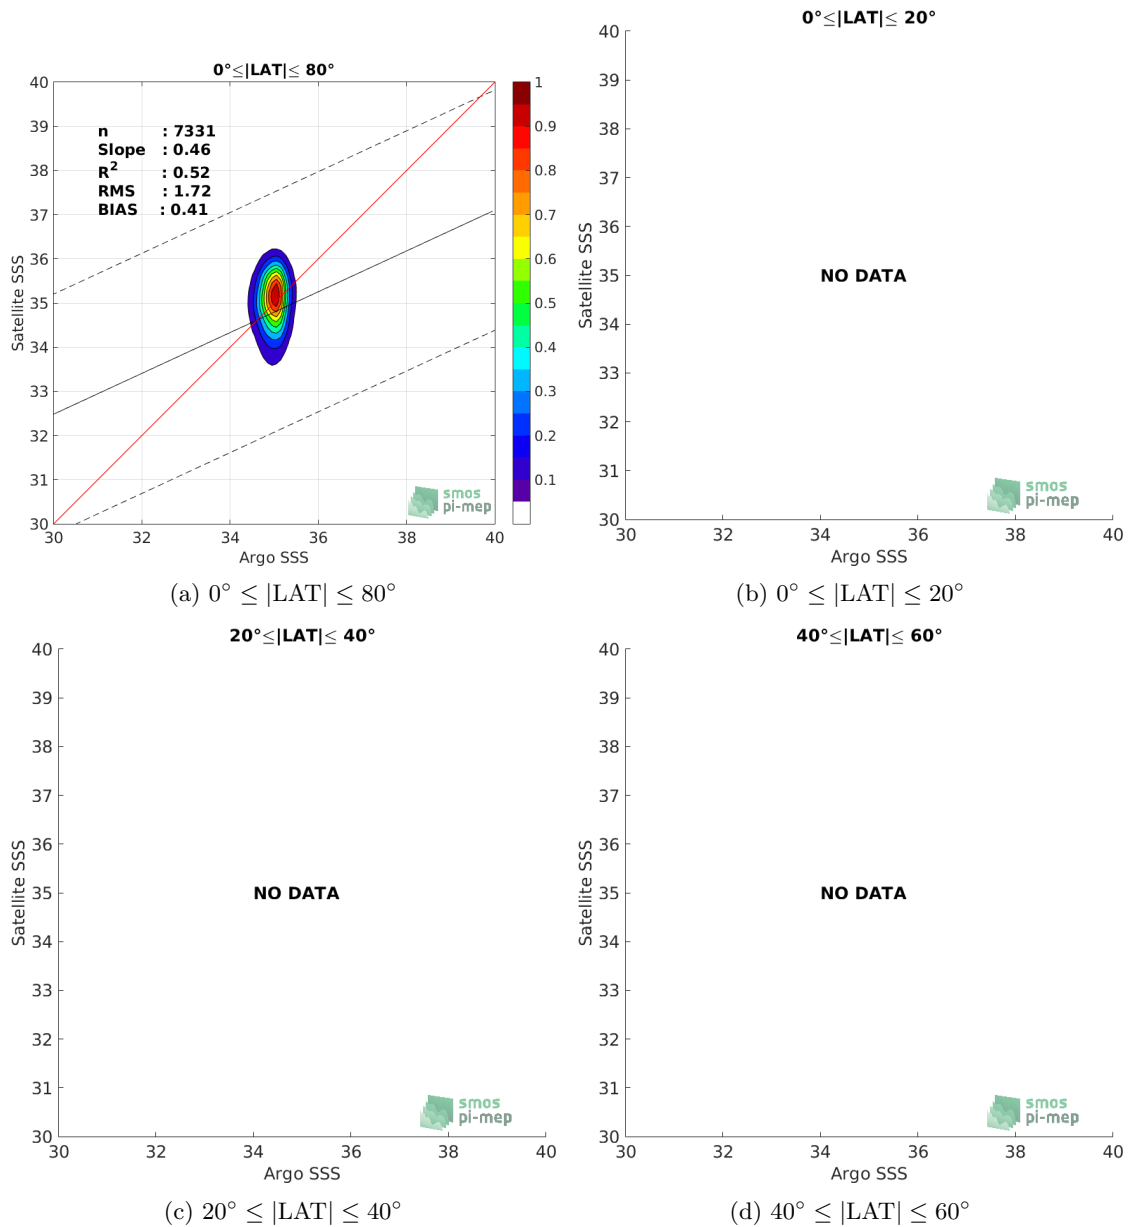 0°≤|LAT|≤ 80°
n : 7331
Slope : 0.46
R2 : 0.52
RMS : 1.72
BIAS : 0.41
40
39
38
37
36
35
34
33
32
31
30
Satellite SSS
30 32 34 36 38 40
Argo SSS
1
0.9
0.8
0.7
0.6
0.5
0.4
0.3
0.2
0.1
smos
pi-mep
(a) 0° ≤ |LAT| ≤ 80°
0°≤|LAT|≤ 20°
40
39
38
37
36
35
34
33
32
31
30
Satellite SSS
NO DATA
smos
pi-mep
30 32 34 36 38 40
Argo SSS
(b) 0° ≤ |LAT| ≤ 20°
20°≤|LAT|≤ 40°
40
39
38
37
36
35
34
33
32
31
30
Satellite SSS
NO DATA
smos
pi-mep
30 32 34 36 38 40
Argo SSS
(c) 20° ≤ |LAT| ≤ 40°
40°≤|LAT|≤ 60°
40
39
38
37
36
35
34
33
32
31
30
Satellite SSS
NO DATA
smos
pi-mep
30 32 34 36 38 40
Argo SSS
(d) 40° ≤ |LAT| ≤ 60°